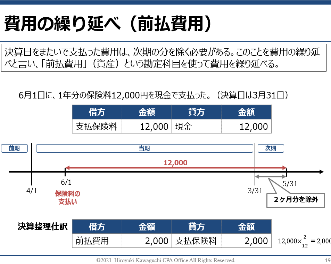 費用の繰り延べ（前払費用）
決算日をまたいで支払った費用は、次期の分を除く必要がある。このことを費用の繰り延
べと言い、「前払費用」（資産）という勘定科目を使って費用を繰り延べる。
6月1日に、1年分の保険料12,000円を現金で支払った。（決算日は3月31日）
借方 金額 貸方 金額
支払保険料 12,000 現金 12,000
前期 当期 次期
12,000
4/1 6/1 3/31 5/31
保険料の
支払い
２ヶ月分を除外
決算整理仕訳
借方 金額 貸方 金額
前払費用 2,000 支払保険料 2,000
12,000×2/12=2,000
©2023 Hiroyuki Kawaguchi CPA Office All Rights Reserved.